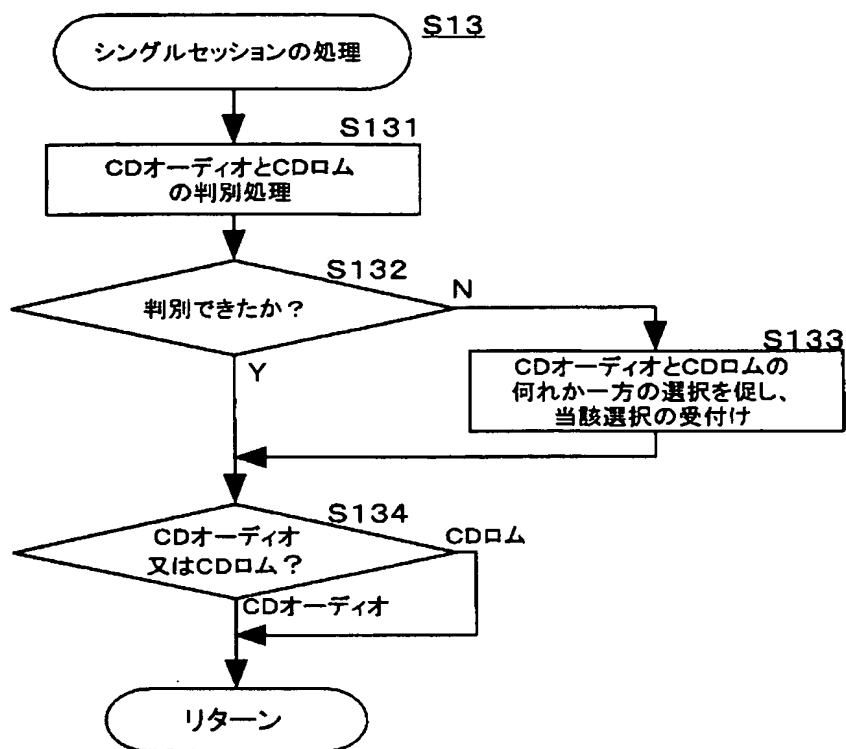 S13
シングルセッションの処理
S131
CDオーディオとCDロム
の判別処理
S132
判別できたか？
N
Y
S133
CDオーディオとCDロムの
何れか一方の選択を促し、
当該選択の受付け
S134
CDオーディオ
又はCDロム？
CDロム
CDオーディオ
リターン